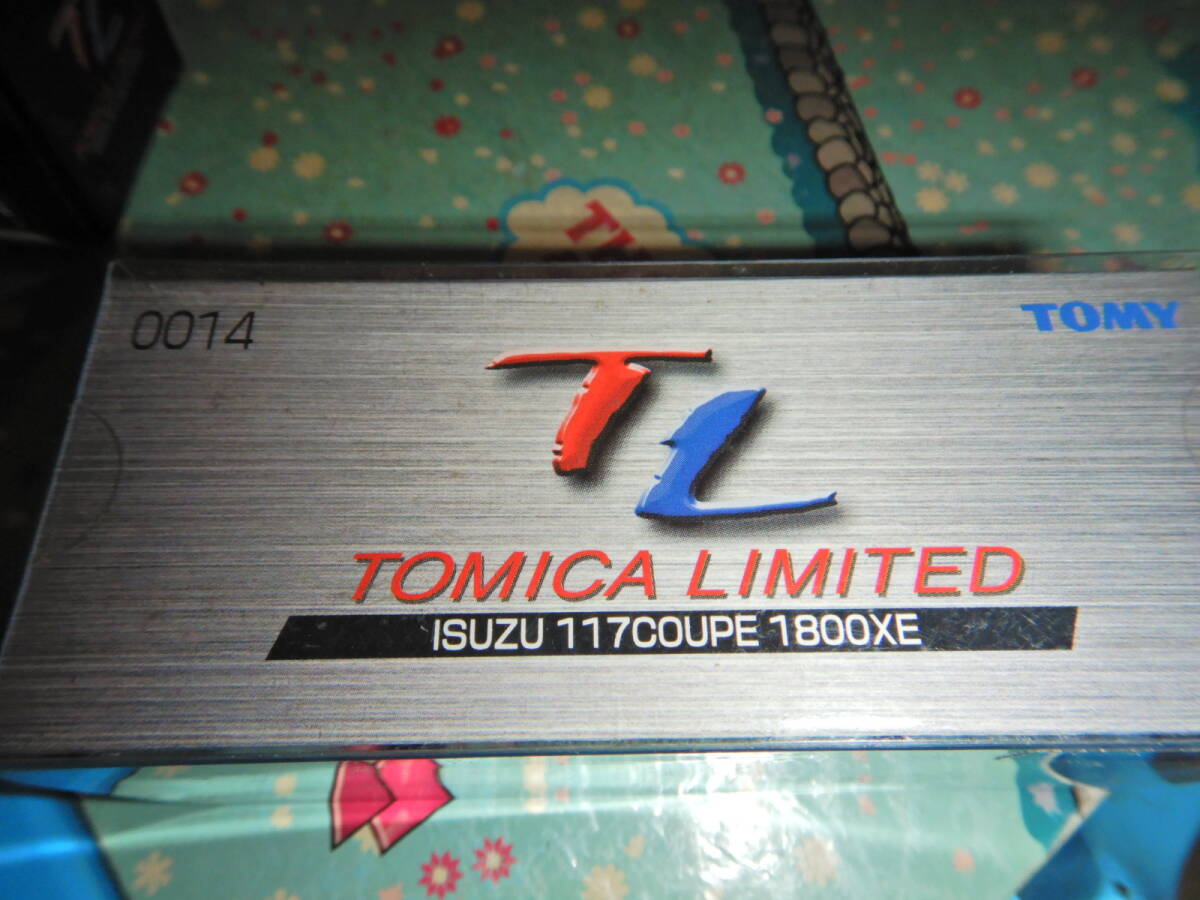 0014
TOMY
TL
TOMICA LIMITED
ISUZU 117COUPE 1800XE